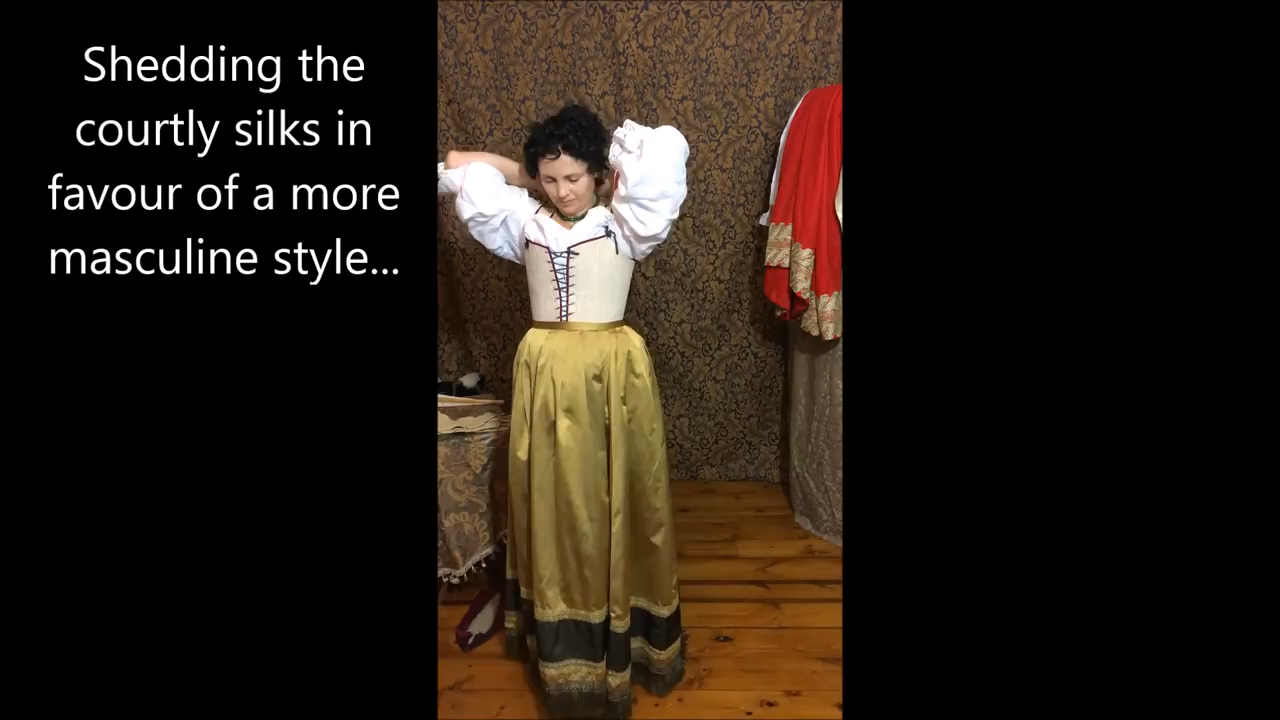 Shedding the
courtly silks in
favour of a more
masculine style...